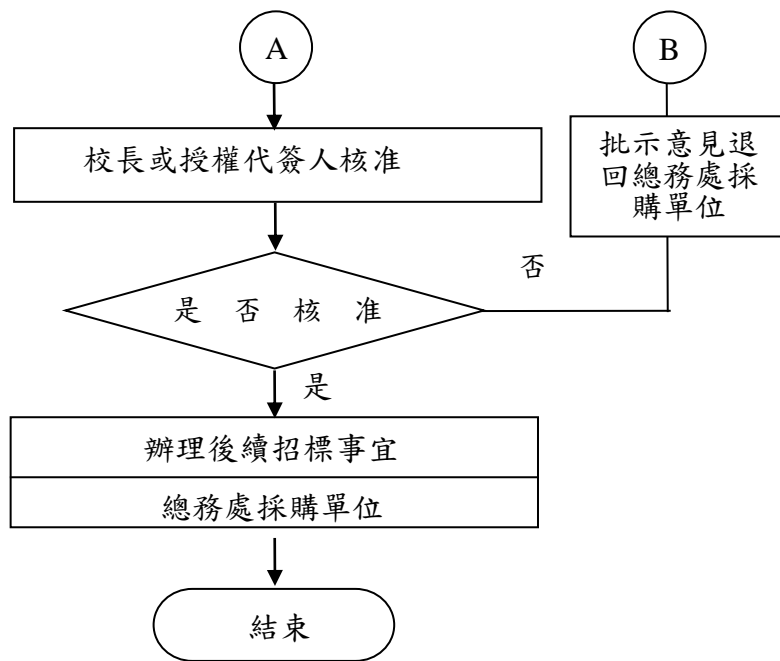 A
B
校長或授權代簽人核准
批示意見退
回總務處採
購單位
否
是 否 核 准
是
辦理後續招標事宜
總務處採購單位
結束